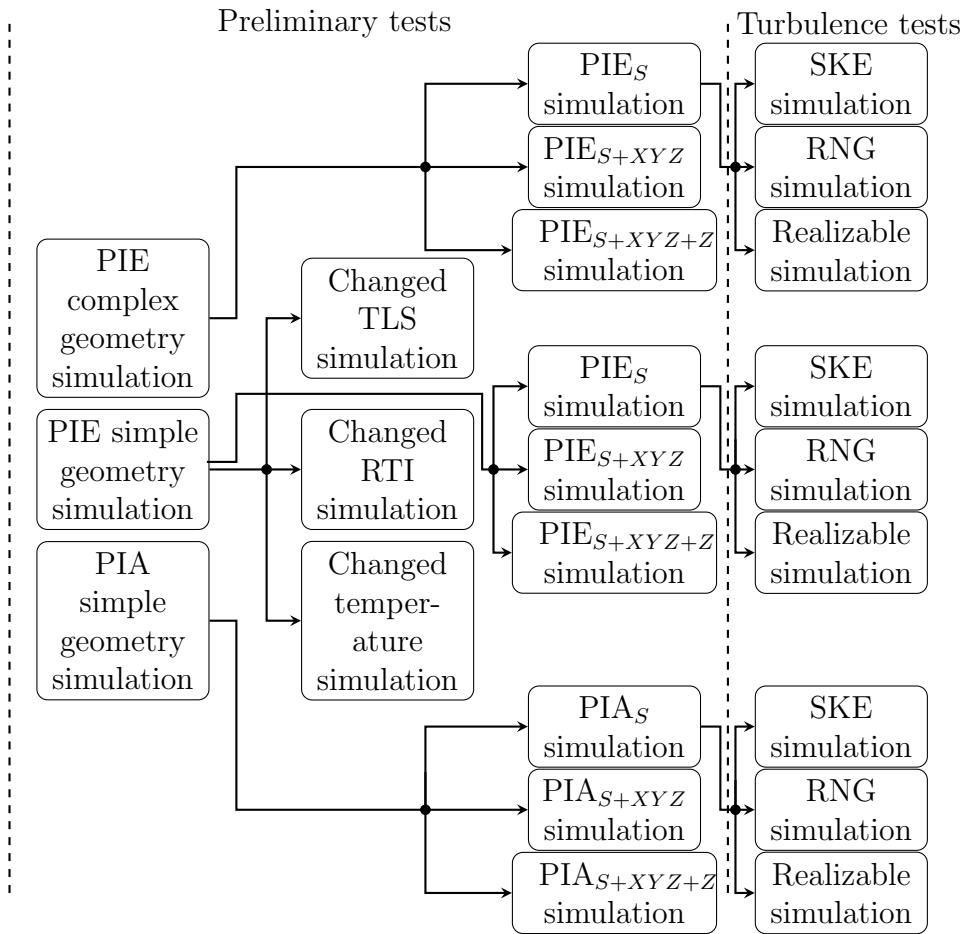 Preliminary tests
Turbulence tests
PIE
complex
geometry
simulation
PIE simple
geometry
simulation
PIA
simple
geometry
simulation
Changed
TLS
simulation
Changed
RTI
simulation
Changed
temper-
ature
simulation
PIE_S
simulation
PIE_{S+XYZ}
simulation
PIE_{S+XYZ+Z}
simulation
SKE
simulation
RNG
simulation
Realizable
simulation
PIE_S
simulation
PIE_{S+XYZ}
simulation
PIE_{S+XYZ+Z}
simulation
SKE
simulation
RNG
simulation
Realizable
simulation
PIA_S
simulation
PIA_{S+XYZ}
simulation
PIA_{S+XYZ+Z}
simulation
SKE
simulation
RNG
simulation
Realizable
simulation